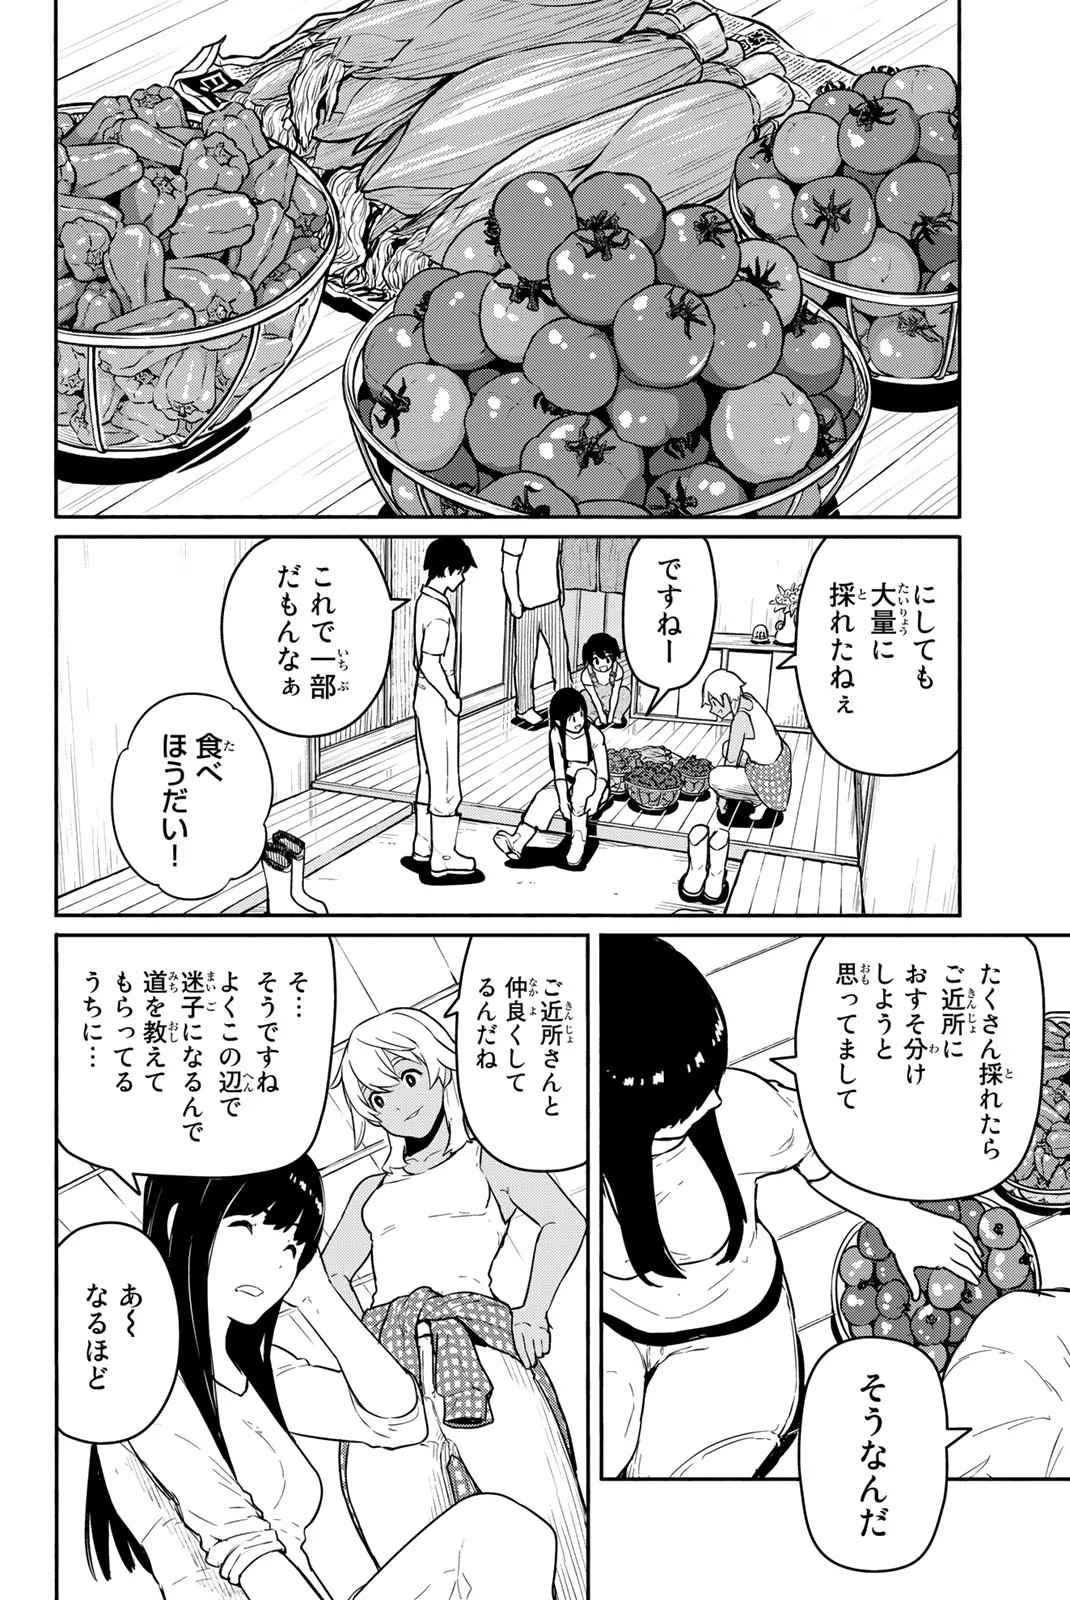 にしても
大量に
採れたねぇ
ですねー
これで一部
だもんなぁ
食べ
ほうだい!
たくさん採れたら
ご近所に
おすそ分け
しようと
思ってまして
そうなんだ
ご近所さんと
仲良くして
るんだね
そ…
そうですね
よくこの辺で
迷子になるんで
道を教えて
もらってる
うちに…
あ〜
なるほど